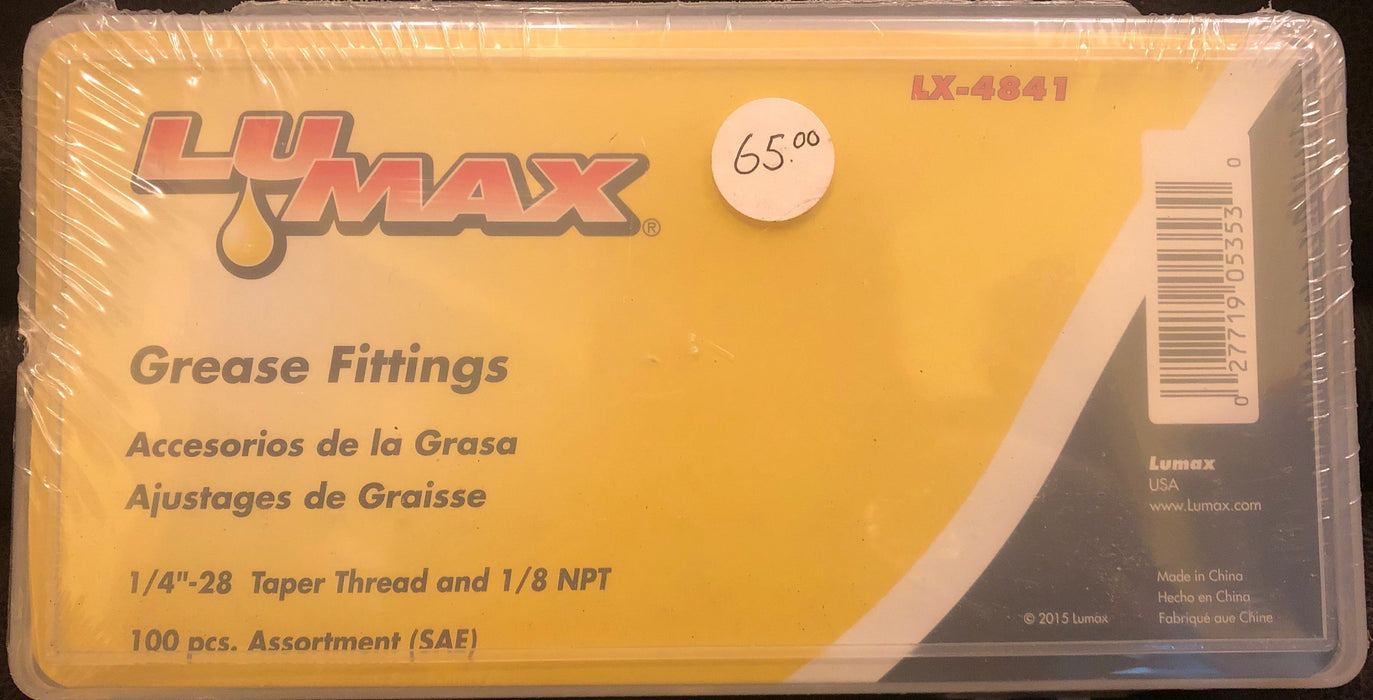 LX-4841
LUMAX®
65.00
Grease Fittings
Accesorios de la Grasa
Ajustages de Graisse
1/4"-28 Taper Thread and 1/8 NPT
100 pcs. Assortment (SAE)
0 27719 05353 0
Lumax
USA
www.Lumax.com
Made in China
Hecho en China
Fabriqué aue Chine
© 2015 Lumax